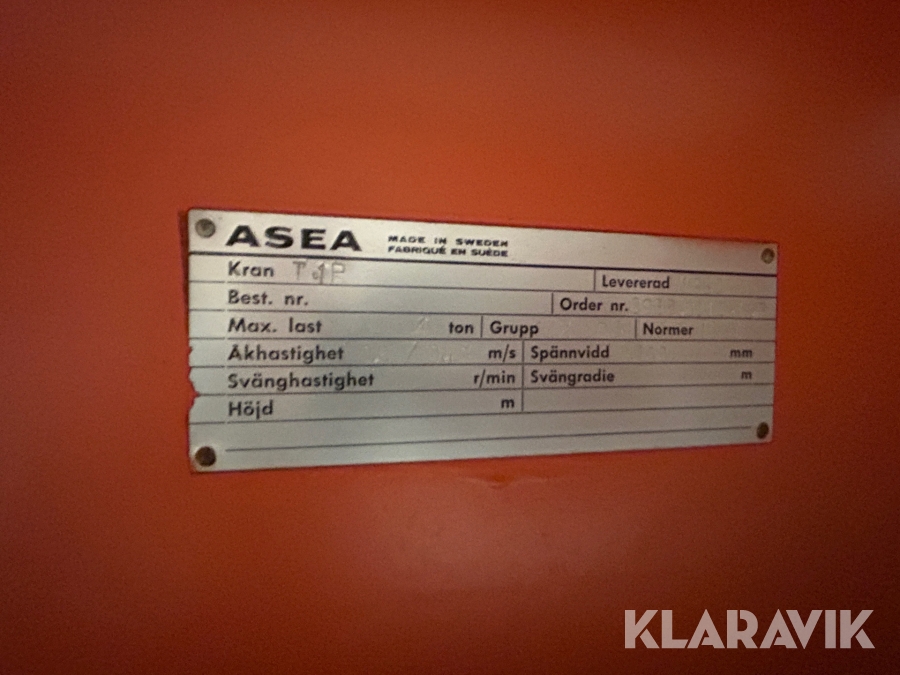 ASEA MADE IN SWEDEN
FABRIQUÉ EN SUÈDE
Kran Levererad
Best. nr. Order nr.
Max. last ton Grupp Normer
Åkhastighet m/s Spännvidd mm
Svänghastighet r/min Svängradie m
Höjd m
KLARAVIK